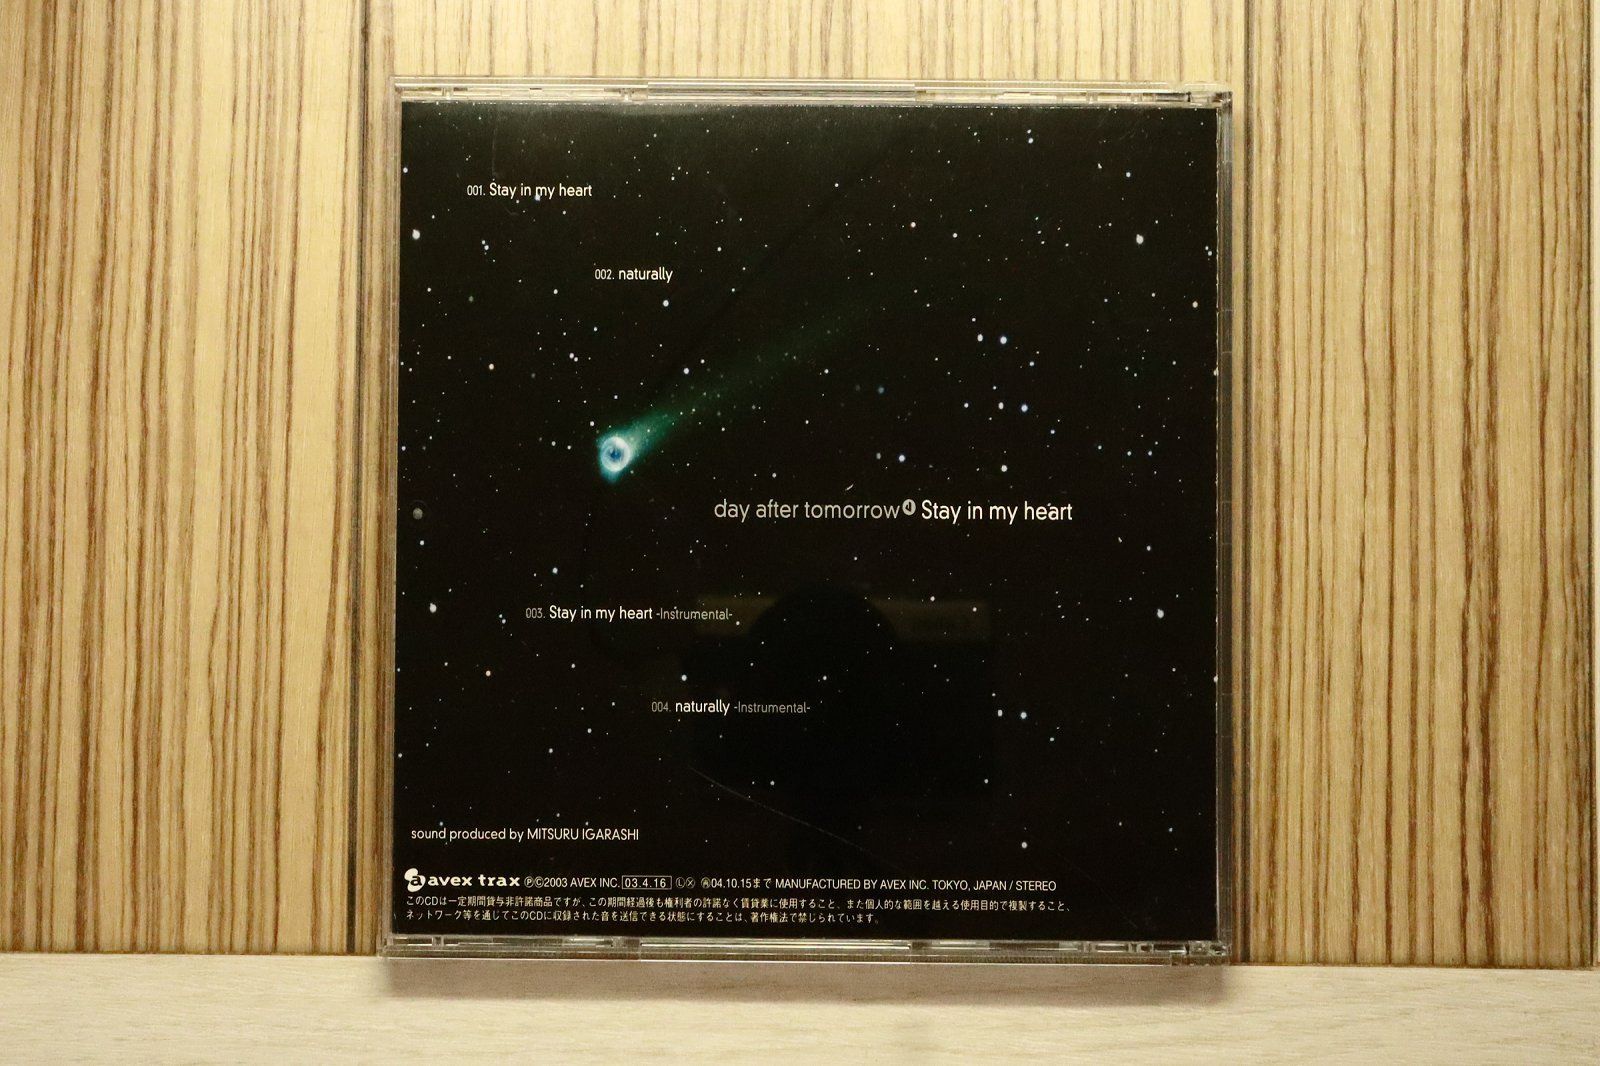 001. Stay in my heart
002. naturally
day after tomorrow Stay in my heart
003. Stay in my heart -Instrumental-
004. naturally -Instrumental-
sound produced by MITSURU IGARASHI
avex trax ℗©2003 AVEX INC. 03.4.16 Ⓛ 04.10.15まで MANUFACTURED BY AVEX INC. TOKYO, JAPAN / STEREO
このCDは一定期間貸与非許諾商品ですが、この期間経過後も権利者の許諾なく賃貸業に使用すること、また個人的な範囲を越える使用目的で複製すること、
ネットワーク等を通じてこのCDに収録された音を送信できる状態にすることは、著作権法で禁じられています。